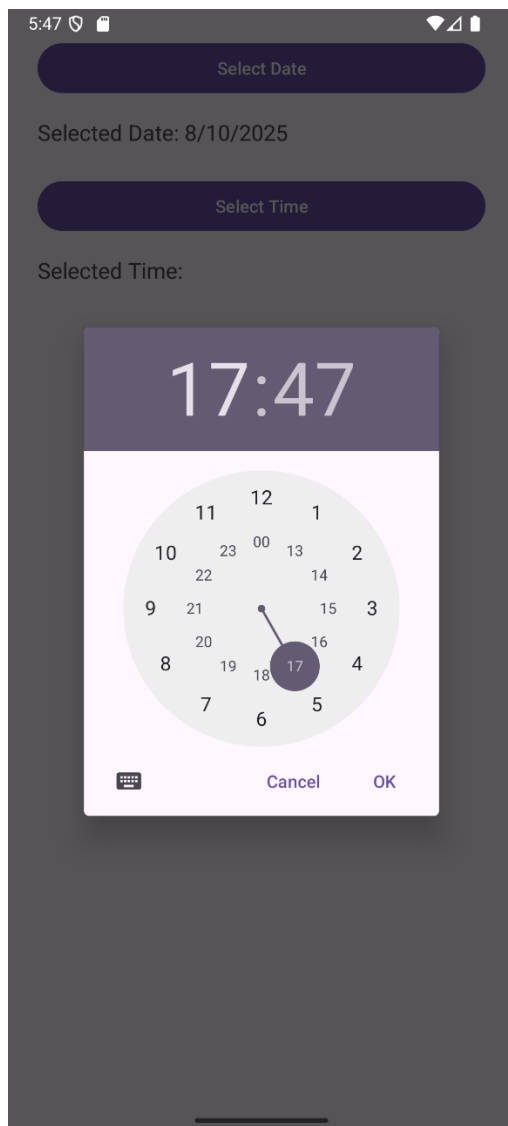 5:47
Select Date
Selected Date: 8/10/2025
Select Time
Selected Time:
17:47
12
11 1
23 00 13
10 2
22 14
9 21 15 3
20 16
8 4
19 18 17
7 5
6
Cancel OK